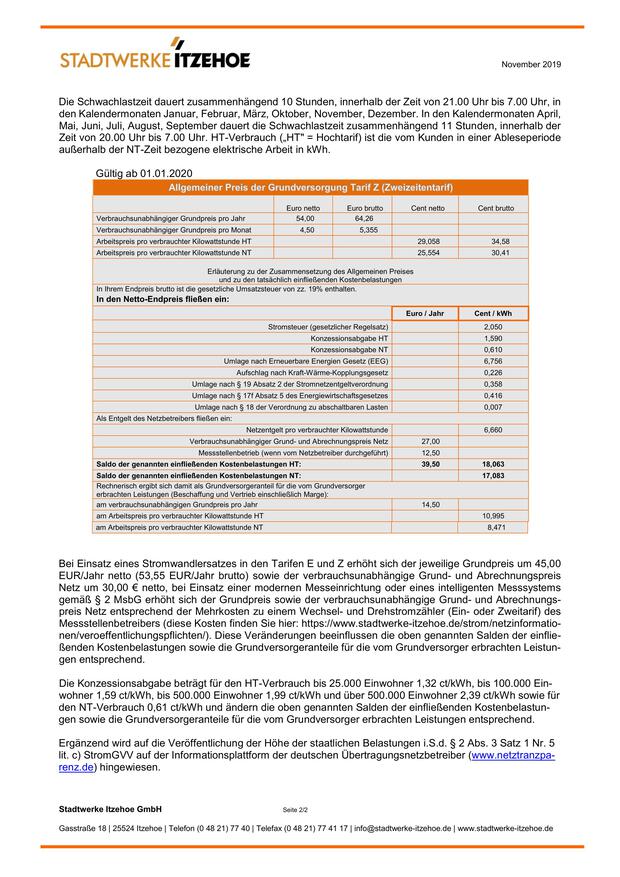 STADTWERKE ITZEHOE
November 2019
Die Schwachlastzeit dauert zusammenhängend 10 Stunden, innerhalb der Zeit von 21.00 Uhr bis 7.00 Uhr, in
den Kalendermonaten Januar, Februar, März, Oktober, November, Dezember. In den Kalendermonaten April,
Mai, Juni, Juli, August, September dauert die Schwachlastzeit zusammenhängend 11 Stunden, innerhalb der
Zeit von 20.00 Uhr bis 7.00 Uhr. HT-Verbrauch („HT" = Hochtarif) ist die vom Kunden in einer Ableseperiode
außerhalb der NT-Zeit bezogene elektrische Arbeit in kWh.
Gültig ab 01.01.2020
Allgemeiner Preis der Grundversorgung Tarif Z (Zweizeitentarif)
Euro netto Euro brutto Cent netto Cent brutto
Verbrauchsunabhängiger Grundpreis pro Jahr 54,00 64,26
Verbrauchsunabhängiger Grundpreis pro Monat 4,50 5,355
Arbeitspreis pro verbrauchter Kilowattstunde HT 29,058 34,58
Arbeitspreis pro verbrauchter Kilowattstunde NT 25,554 30,41
Erläuterung zu der Zusammensetzung des Allgemeinen Preises
und zu den tatsächlich einfließenden Kostenbelastungen
In Ihrem Endpreis brutto ist die gesetzliche Umsatzsteuer von zz. 19% enthalten.
In den Netto-Endpreis fließen ein:
Euro / Jahr Cent / kWh
Stromsteuer (gesetzlicher Regelsatz) 2,050
Konzessionsabgabe HT 1,590
Konzessionsabgabe NT 0,610
Umlage nach Erneuerbare Energien Gesetz (EEG) 6,756
Aufschlag nach Kraft-Wärme-Kopplungsgesetz 0,226
Umlage nach § 19 Absatz 2 der Stromnetzentgeltverordnung 0,358
Umlage nach § 17f Absatz 5 des Energiewirtschaftsgesetzes 0,416
Umlage nach § 18 der Verordnung zu abschaltbaren Lasten 0,007
Als Entgelt des Netzbetreibers fließen ein:
Netzentgelt pro verbrauchter Kilowattstunde 6,660
Verbrauchsunabhängiger Grund- und Abrechnungspreis Netz 27,00
Messstellenbetrieb (wenn vom Netzbetreiber durchgeführt) 12,50
Saldo der genannten einfließenden Kostenbelastungen HT: 39,50 18,063
Saldo der genannten einfließenden Kostenbelastungen NT: 17,083
Rechnerisch ergibt sich damit als Grundversorgeranteil für die vom Grundversorger
erbrachten Leistungen (Beschaffung und Vertrieb einschließlich Marge):
am verbrauchsunabhängigen Grundpreis pro Jahr 14,50
am Arbeitspreis pro verbrauchter Kilowattstunde HT 10,995
am Arbeitspreis pro verbrauchter Kilowattstunde NT 8,471
Bei Einsatz eines Stromwandlersatzes in den Tarifen E und Z erhöht sich der jeweilige Grundpreis um 45,00
EUR/Jahr netto (53,55 EUR/Jahr brutto) sowie der verbrauchsunabhängige Grund- und Abrechnungspreis
Netz um 30,00 € netto, bei Einsatz einer modernen Messeinrichtung oder eines intelligenten Messsystems
gemäß § 2 MsbG erhöht sich der Grundpreis sowie der verbrauchsunabhängige Grund- und Abrechnungs-
preis Netz entsprechend der Mehrkosten zu einem Wechsel- und Drehstromzähler (Ein- oder Zweitarif) des
Messstellenbetreibers (diese Kosten finden Sie hier: https://www.stadtwerke-itzehoe.de/strom/netzinformatio-
nen/veroeffentlichungspflichten/). Diese Veränderungen beeinflussen die oben genannten Salden der einflie-
ßenden Kostenbelastungen sowie die Grundversorgeranteile für die vom Grundversorger erbrachten Leistun-
gen entsprechend.
Die Konzessionsabgabe beträgt für den HT-Verbrauch bis 25.000 Einwohner 1,32 ct/kWh, bis 100.000 Ein-
wohner 1,59 ct/kWh, bis 500.000 Einwohner 1,99 ct/kWh und über 500.000 Einwohner 2,39 ct/kWh sowie für
den NT-Verbrauch 0,61 ct/kWh und ändern die oben genannten Salden der einfließenden Kostenbelastun-
gen sowie die Grundversorgeranteile für die vom Grundversorger erbrachten Leistungen entsprechend.
Ergänzend wird auf die Veröffentlichung der Höhe der staatlichen Belastungen i.S.d. § 2 Abs. 3 Satz 1 Nr. 5
lit. c) StromGVV auf der Informationsplattform der deutschen Übertragungsnetzbetreiber (www.netztranzpa-
renz.de) hingewiesen.
Stadtwerke Itzehoe GmbH Seite 2/2
Gasstraße 18 | 25524 Itzehoe | Telefon (0 48 21) 77 40 | Telefax (0 48 21) 77 41 17 | info@stadtwerke-itzehoe.de | www.stadtwerke-itzehoe.de